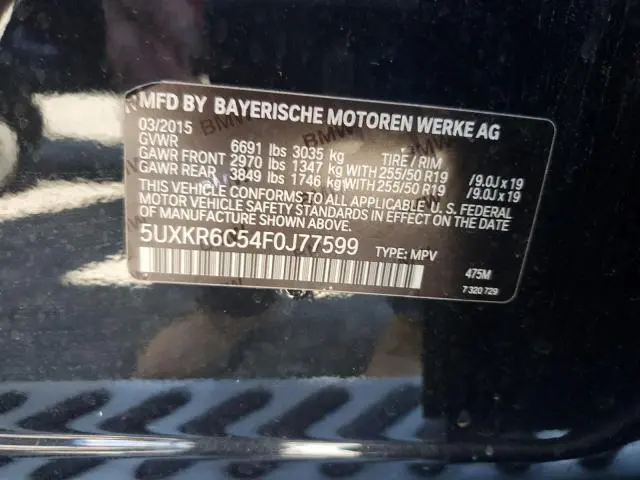 MFD BY BAYERISCHE MOTOREN WERKE AG
03/2015
GVWR 6691 lbs 3035 kg TIRE / RIM
GAWR FRONT 2970 lbs 1347 kg WITH 255/50 R19 /9.0J x 19
GAWR REAR 3849 lbs 1746 kg WITH 255/50 R19 /9.0J x 19
THIS VEHICLE CONFORMS TO ALL APPLICABLE U.S. FEDERAL
MOTOR VEHICLE SAFETY STANDARDS IN EFFECT ON THE DATE
OF MANUFACTURE SHOWN ABOVE.
5UXKR6C54F0J77599 TYPE: MPV
475M
7 320 729